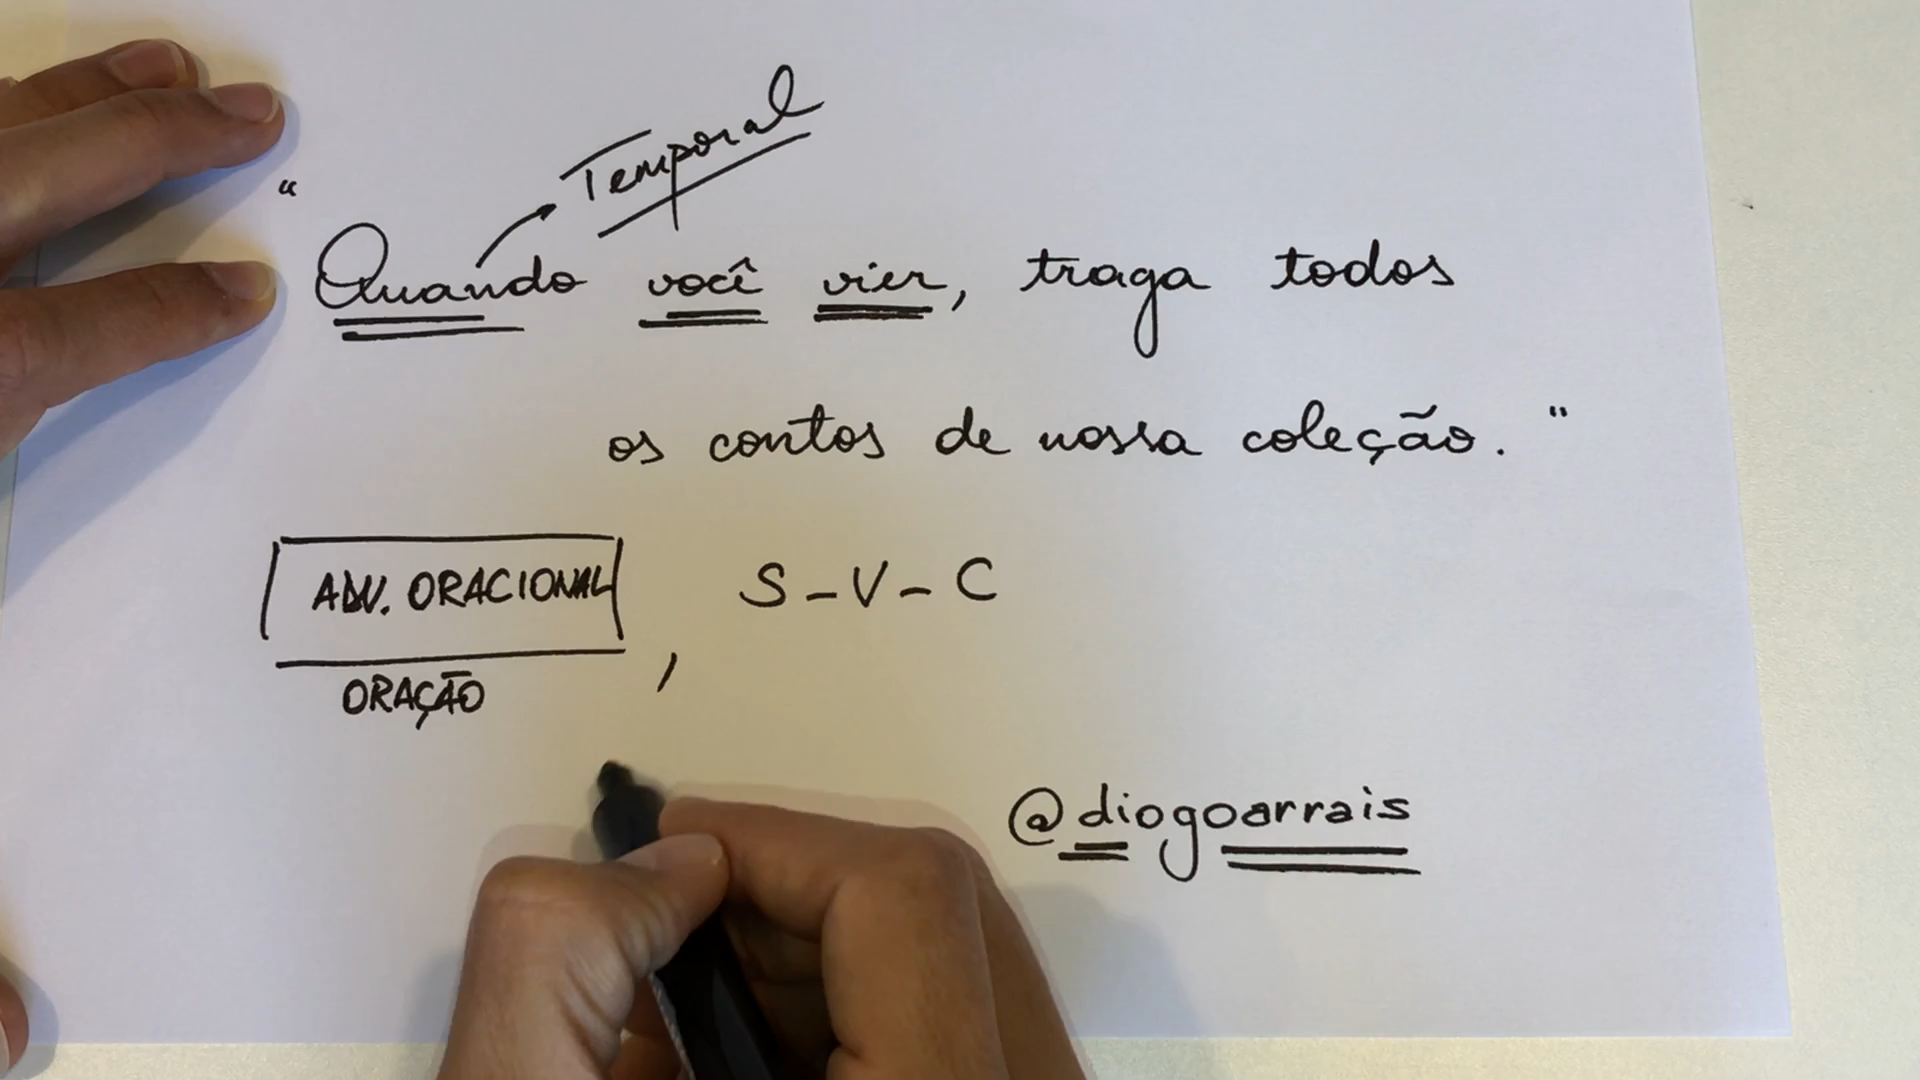 Temporal
"Quando você vier, traga todos
os contos de nossa coleção."
ADV. ORACIONAL
S - V - C
ORAÇÃO ,
@diogoarrais